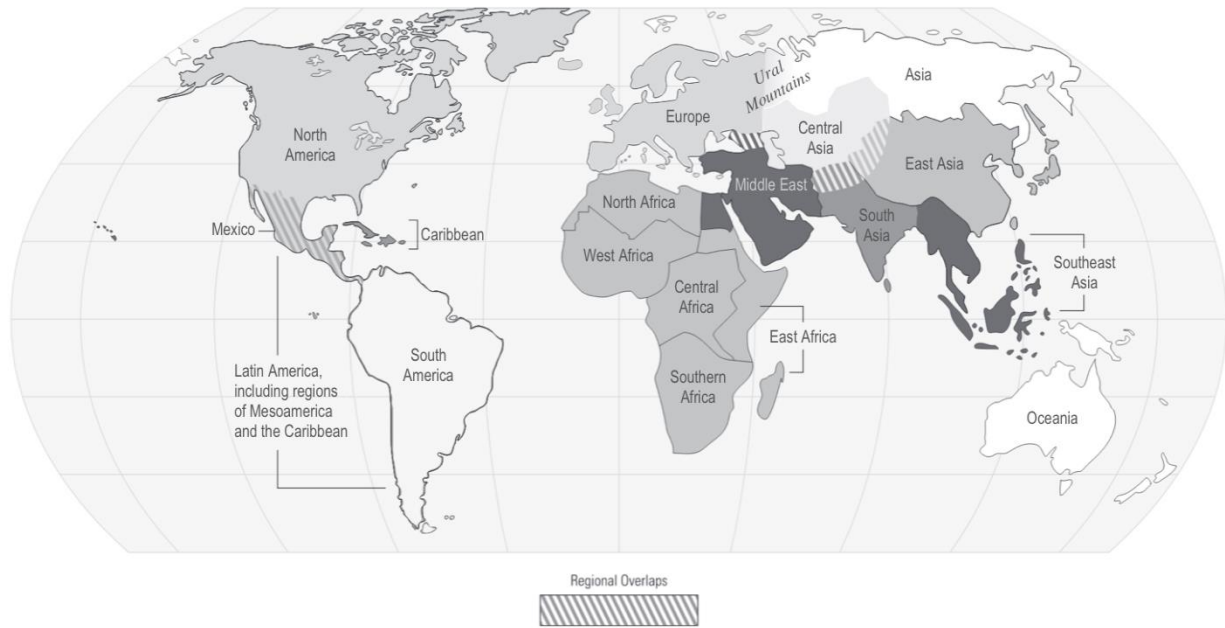 North
America
Mexico
Caribbean
Latin America,
including regions
of Mesoamerica
and the Caribbean
South
America
Europe
Ural
Mountains
Asia
Central
Asia
East Asia
Middle East
South
Asia
Southeast
Asia
North Africa
West Africa
Central
Africa
East Africa
Southern
Africa
Oceania
Regional Overlaps